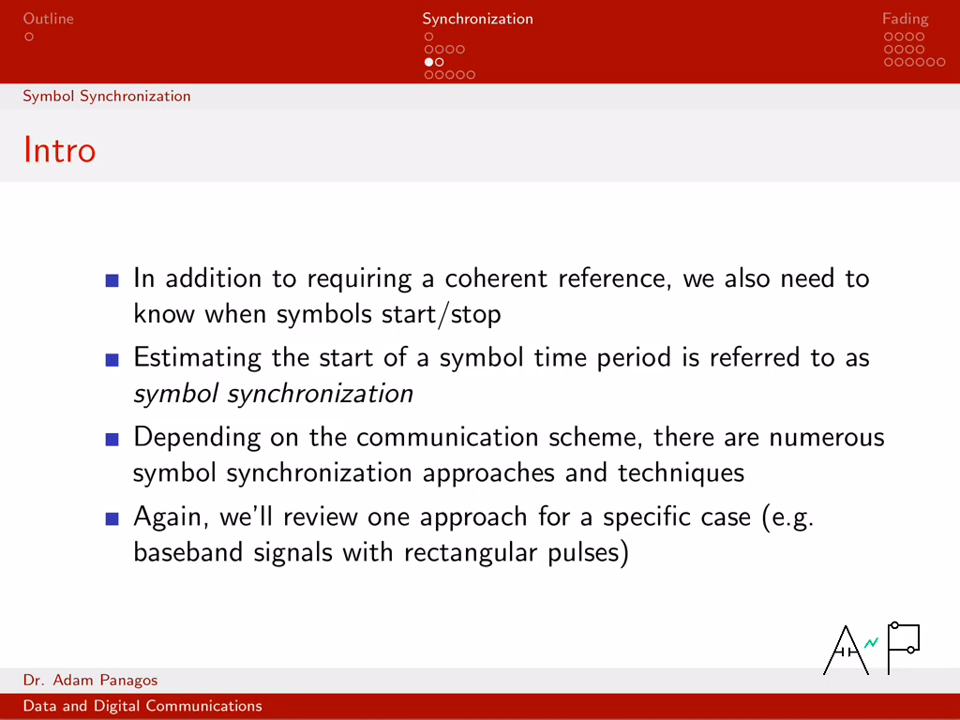 Outline
Synchronization
Fading
Symbol Synchronization
Intro
In addition to requiring a coherent reference, we also need to
know when symbols start/stop
Estimating the start of a symbol time period is referred to as
symbol synchronization
Depending on the communication scheme, there are numerous
symbol synchronization approaches and techniques
Again, we'll review one approach for a specific case (e.g.
baseband signals with rectangular pulses)
AP
Dr. Adam Panagos
Data and Digital Communications